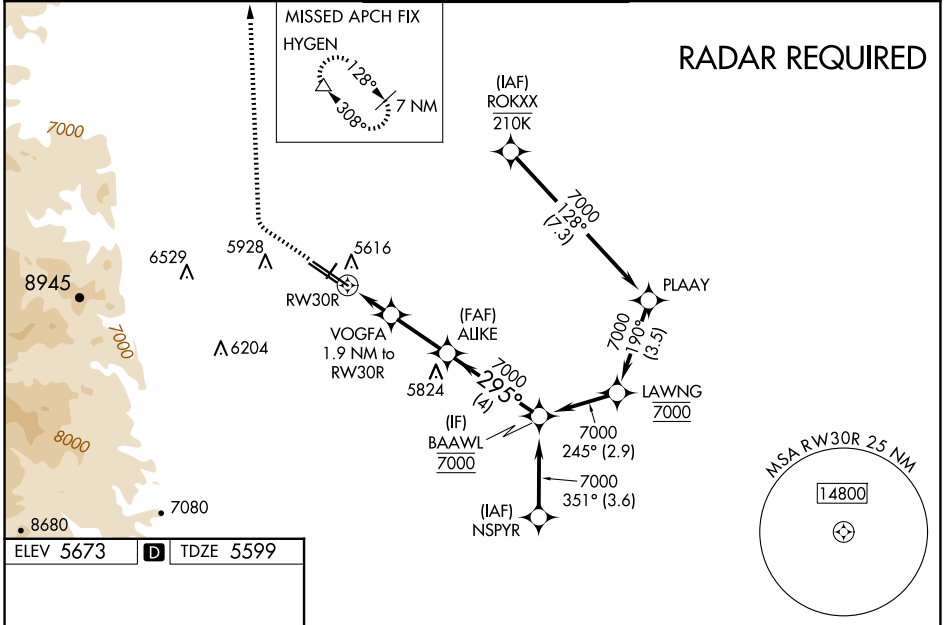 MISSED APCH FIX
HYGEN
128°
308°
7 NM
RADAR REQUIRED
(IAF)
ROKXX
210K
7000
128°
(7.3)
PLAAY
7000
190°
(3.5)
LAWNG
7000
7000
245° (2.9)
7000
351° (3.6)
(IAF)
NSPYR
(IF)
BAAWL
7000
7000
295°
(4)
(FAF)
ALIKE
5824
VOGFA
1.9 NM to
RW30R
RW30R
5616
5928
6529
6204
8945
7000
7000
8000
7080
8680
MSA RW30R 25 NM
14800
ELEV 5673
D
TDZE 5599